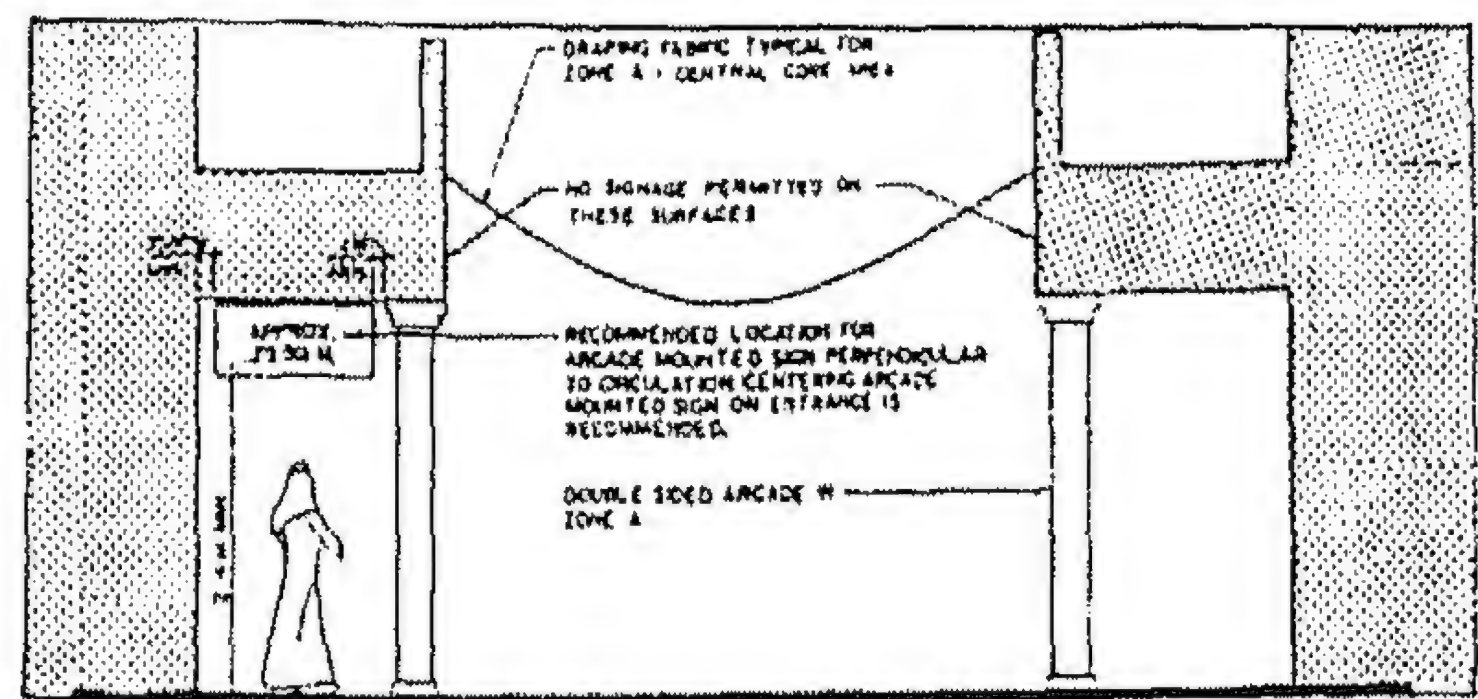 DRAPING FABRIC TYPICAL FOR
ZONE A & CENTRAL CORE AREA
NO SIGNAGE PERMITTED ON
THESE SURFACES
APPROX
RECOMMENDED LOCATION FOR
ARCADE MOUNTED SIGN PERPENDICULAR
TO CIRCULATION CENTERING ARCADE
MOUNTED SIGN ON ENTRANCE IS
RECOMMENDED.
DOUBLE SIDED ARCADE IN
ZONE A